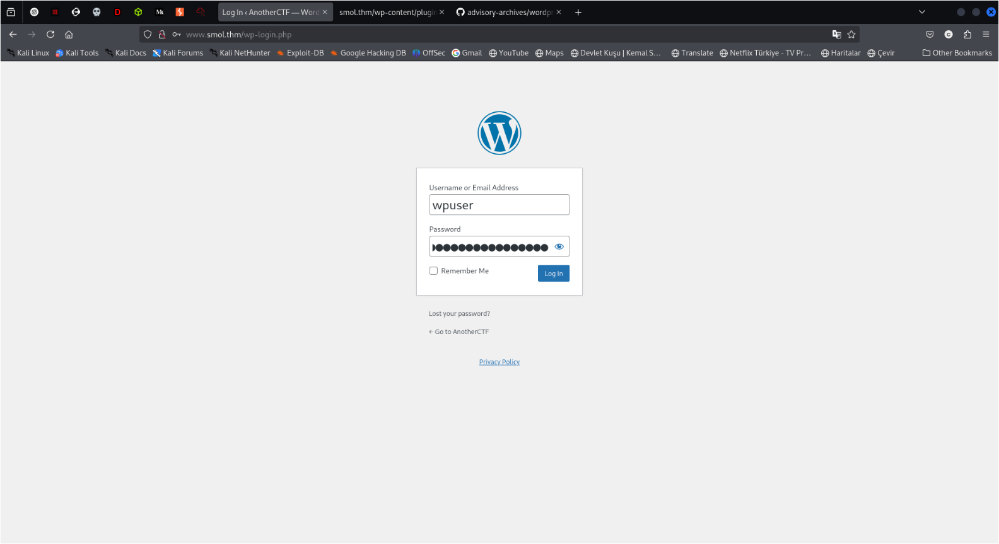 Log In ‹ AnotherCTF — Word
smol.thm/wp-content/plugin
advisory-archives/wordpr
www.smol.thm/wp-login.php
Kali Linux Kali Tools Kali Docs Kali Forums Kali NetHunter Exploit-DB Google Hacking DB OffSec Gmail YouTube Maps Devlet Kuşu | Kemal S... Translate Netflix Türkiye - TV Pr... Haritalar Çevir Other Bookmarks
Username or Email Address
wpuser
Password
Remember Me
Log In
Lost your password?
← Go to AnotherCTF
Privacy Policy